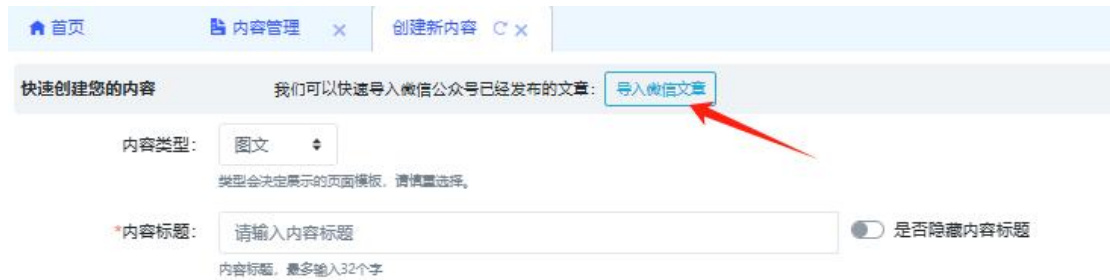 首页 内容管理 创建新内容
快速创建您的内容 我们可以快速导入微信公众号已经发布的文章： 导入微信文章
内容类型： 图文
类型会决定展示的页面模板，请慎重选择。
*内容标题： 请输入内容标题 是否隐藏内容标题
内容标题，最多输入32个字